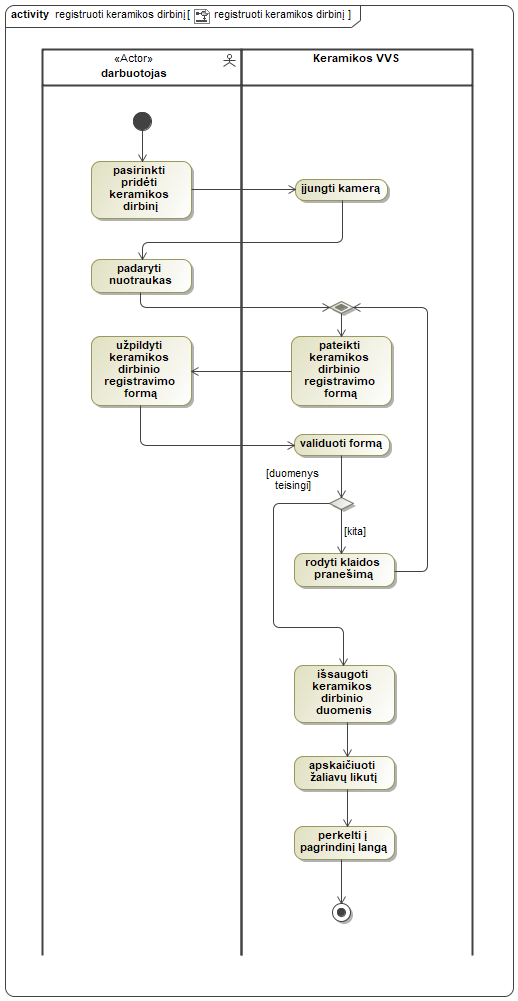 activity registruoti keramikos dirbinį [ registruoti keramikos dirbinį ]
«Actor»
darbuotojas
Keramikos VVS
pasirinkti
pridėti
keramikos
dirbinį
įjungti kamerą
padaryti
nuotraukas
užpildyti
keramikos
dirbinio
registravimo
formą
pateikti
keramikos
dirbinio
registravimo
formą
validuoti formą
[duomenys
teisingi]
[kita]
rodyti klaidos
pranešimą
išsaugoti
keramikos
dirbinio
duomenis
apskaičiuoti
žaliavų likutį
perkelti į
pagrindinį langą